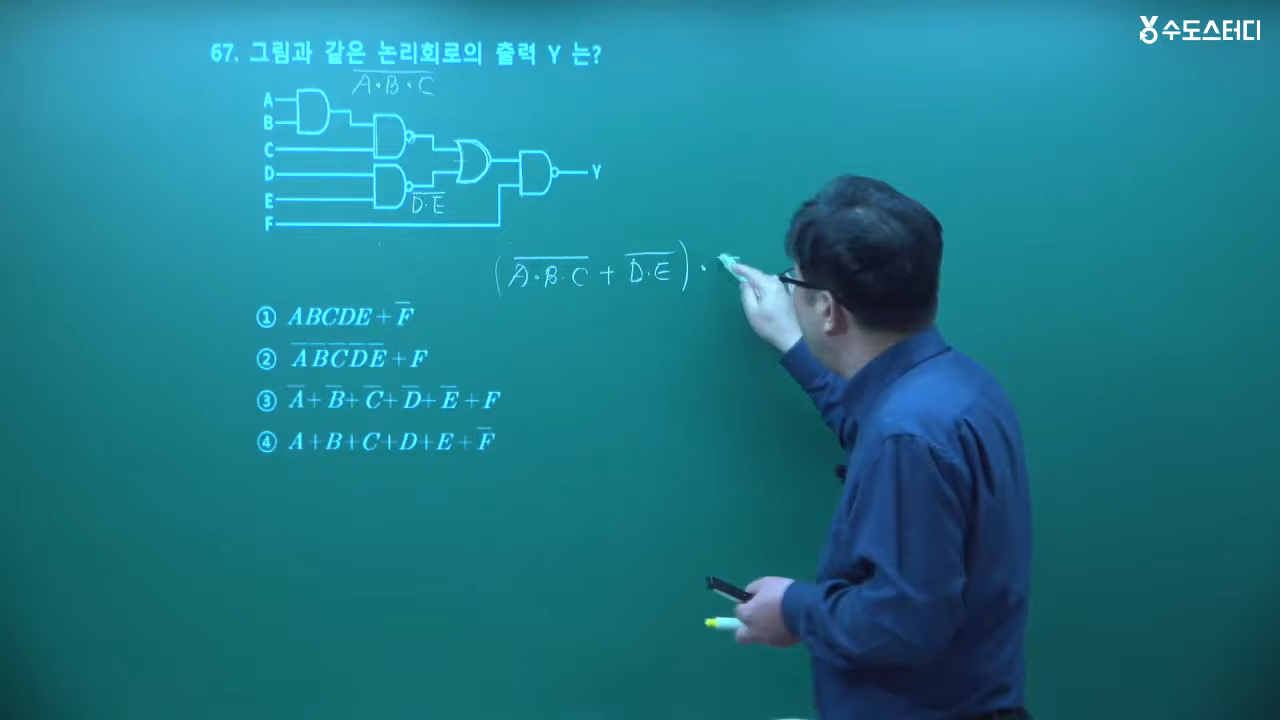 수도스터디
67. 그림과 같은 논리회로의 출력 Y 는?
A̅ ̅·̅ ̅B̅ ̅·̅ ̅C̅
A
B
C
D
E
F
Y
D̅·̅E̅
(A̅·̅B̅·̅C̅ + D̅·̅E̅) ·
① ABCDE + F̅
② A̅ B̅ C̅ D̅ E̅ + F
③ A̅ + B̅ + C̅ + D̅ + E̅ + F
④ A + B + C + D + E + F̅